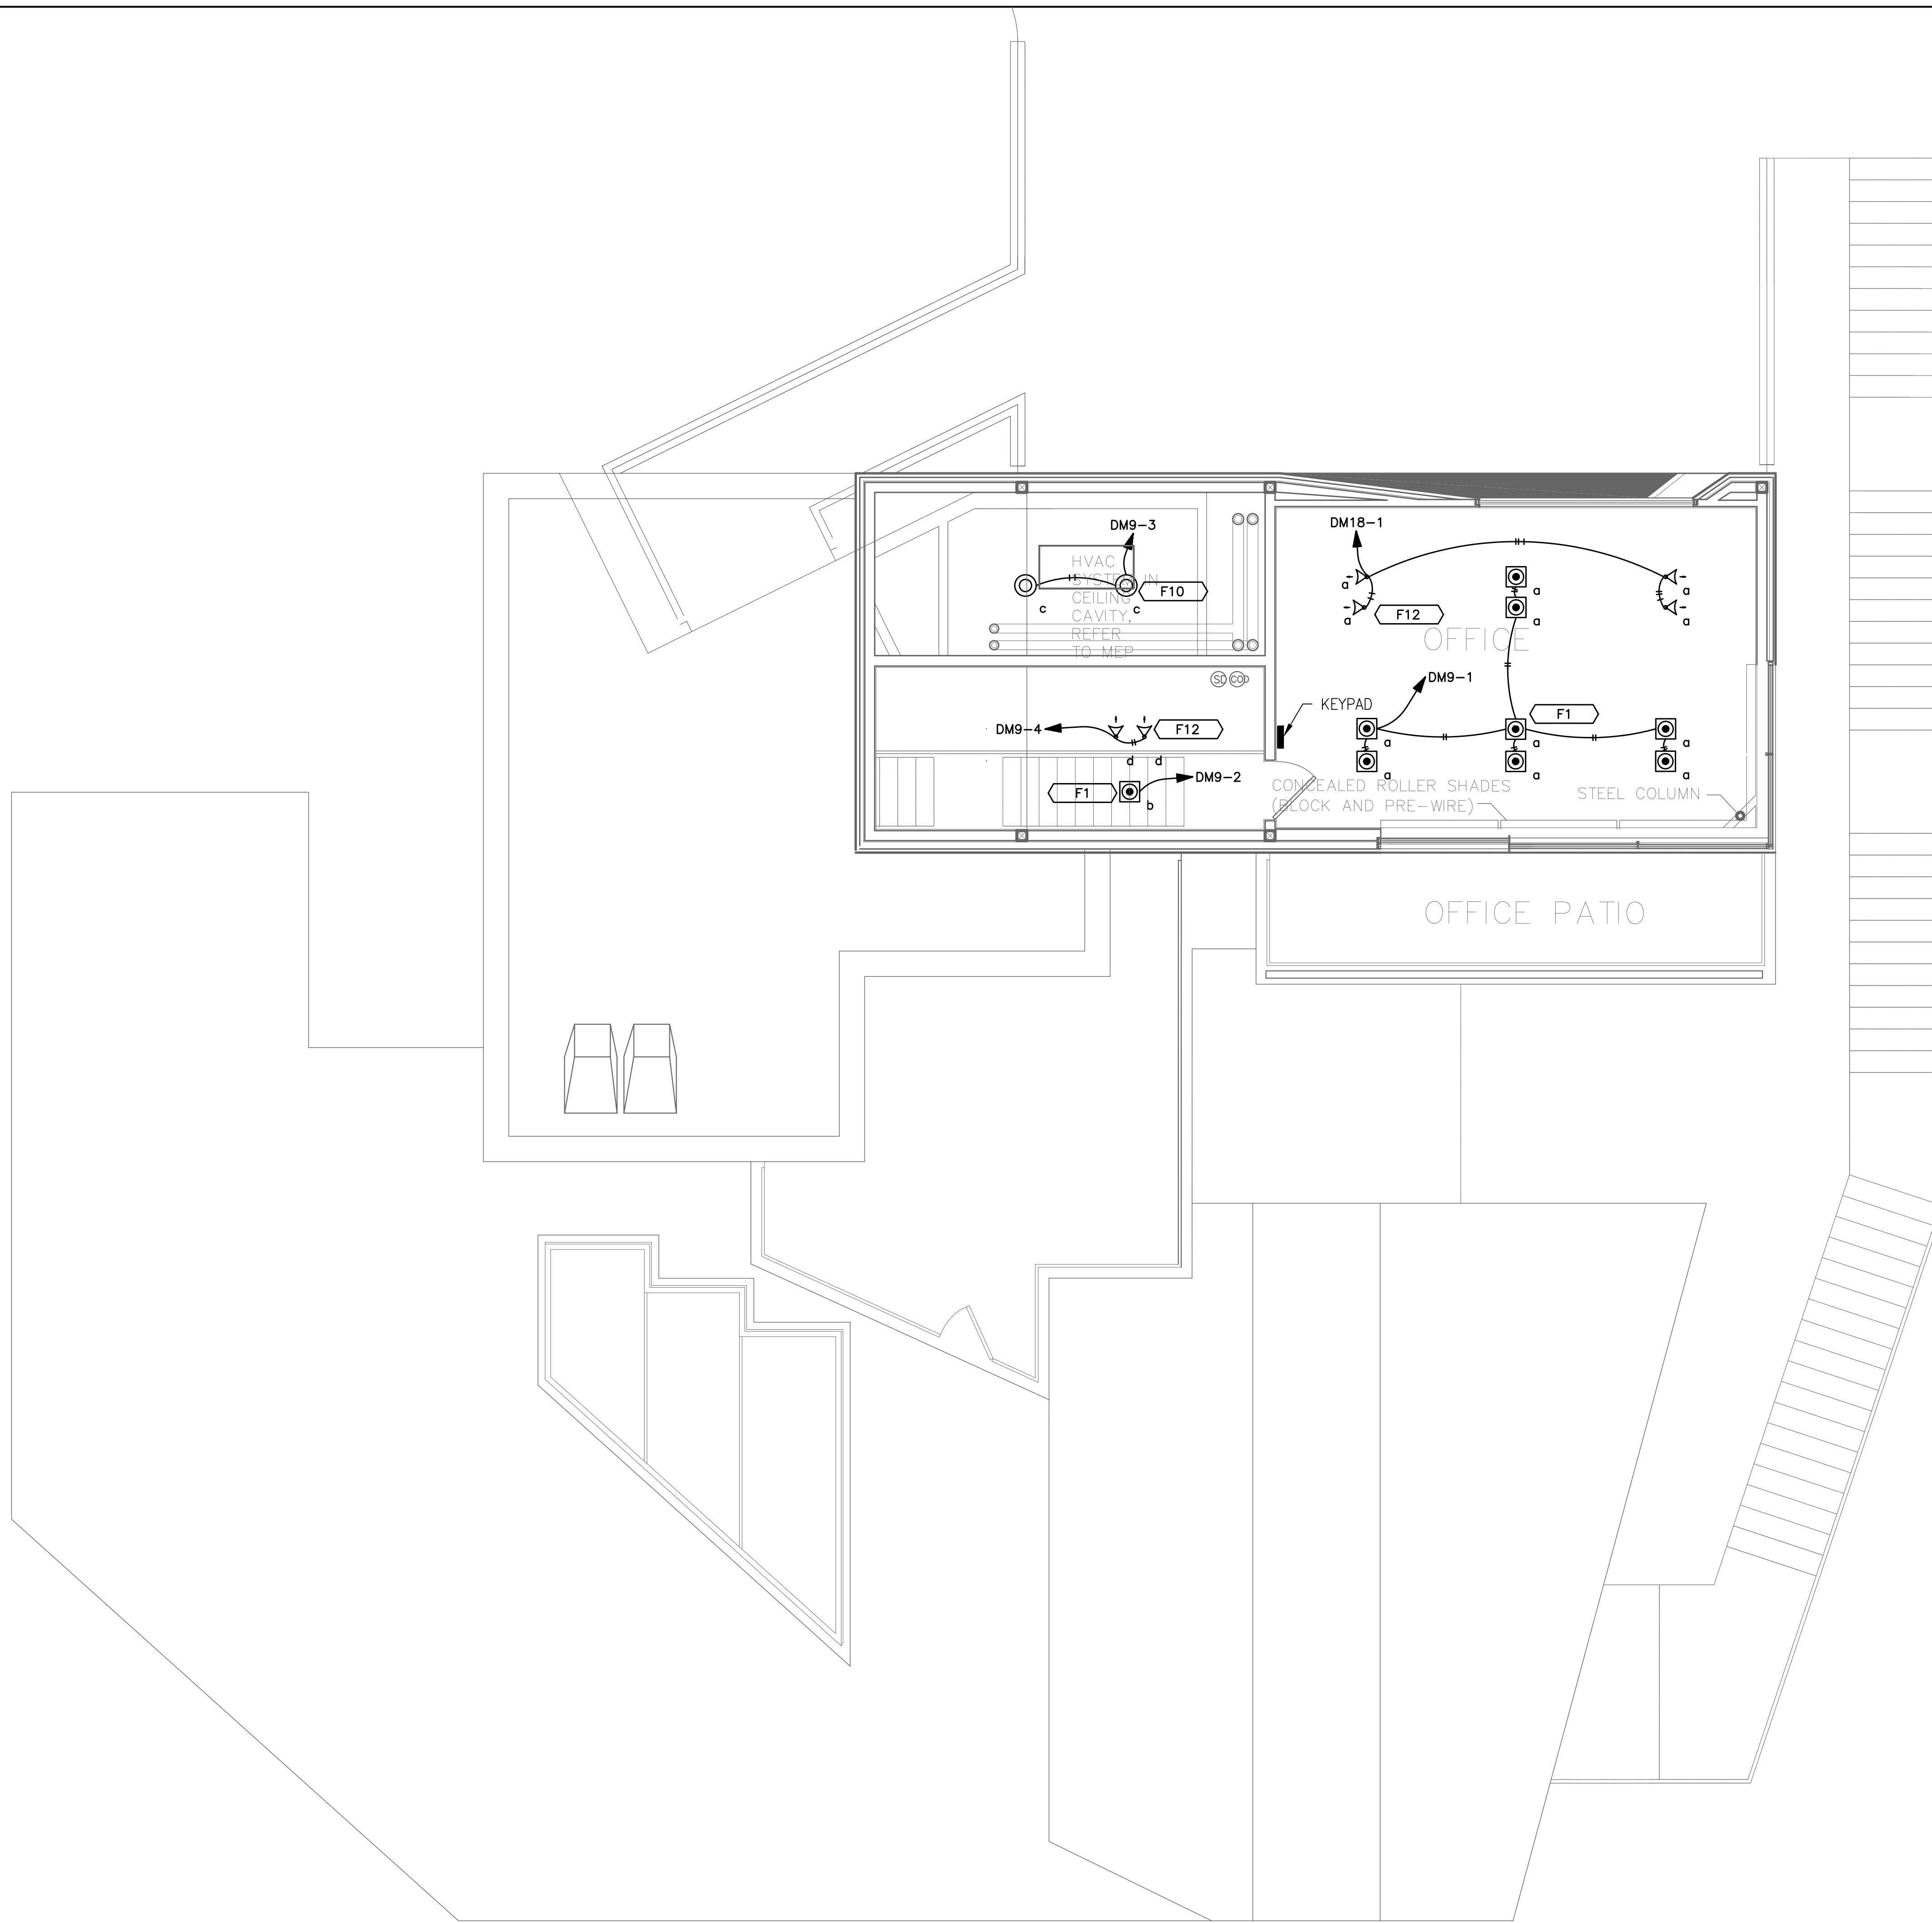 DM9-3
DM18-1
HVAC
SYSTEM IN
CEILING
CAVITY,
REFER
TO MEP
F10
c
c
a
a
F12
a
a
a
a
OFFICE
SD
COD
DM9-1
KEYPAD
F1
DM9-4
F12
d
d
a
a
a
a
a
a
DM9-2
F1
b
CONCEALED ROLLER SHADES
(BLOCK AND PRE-WIRE)
STEEL COLUMN
OFFICE PATIO